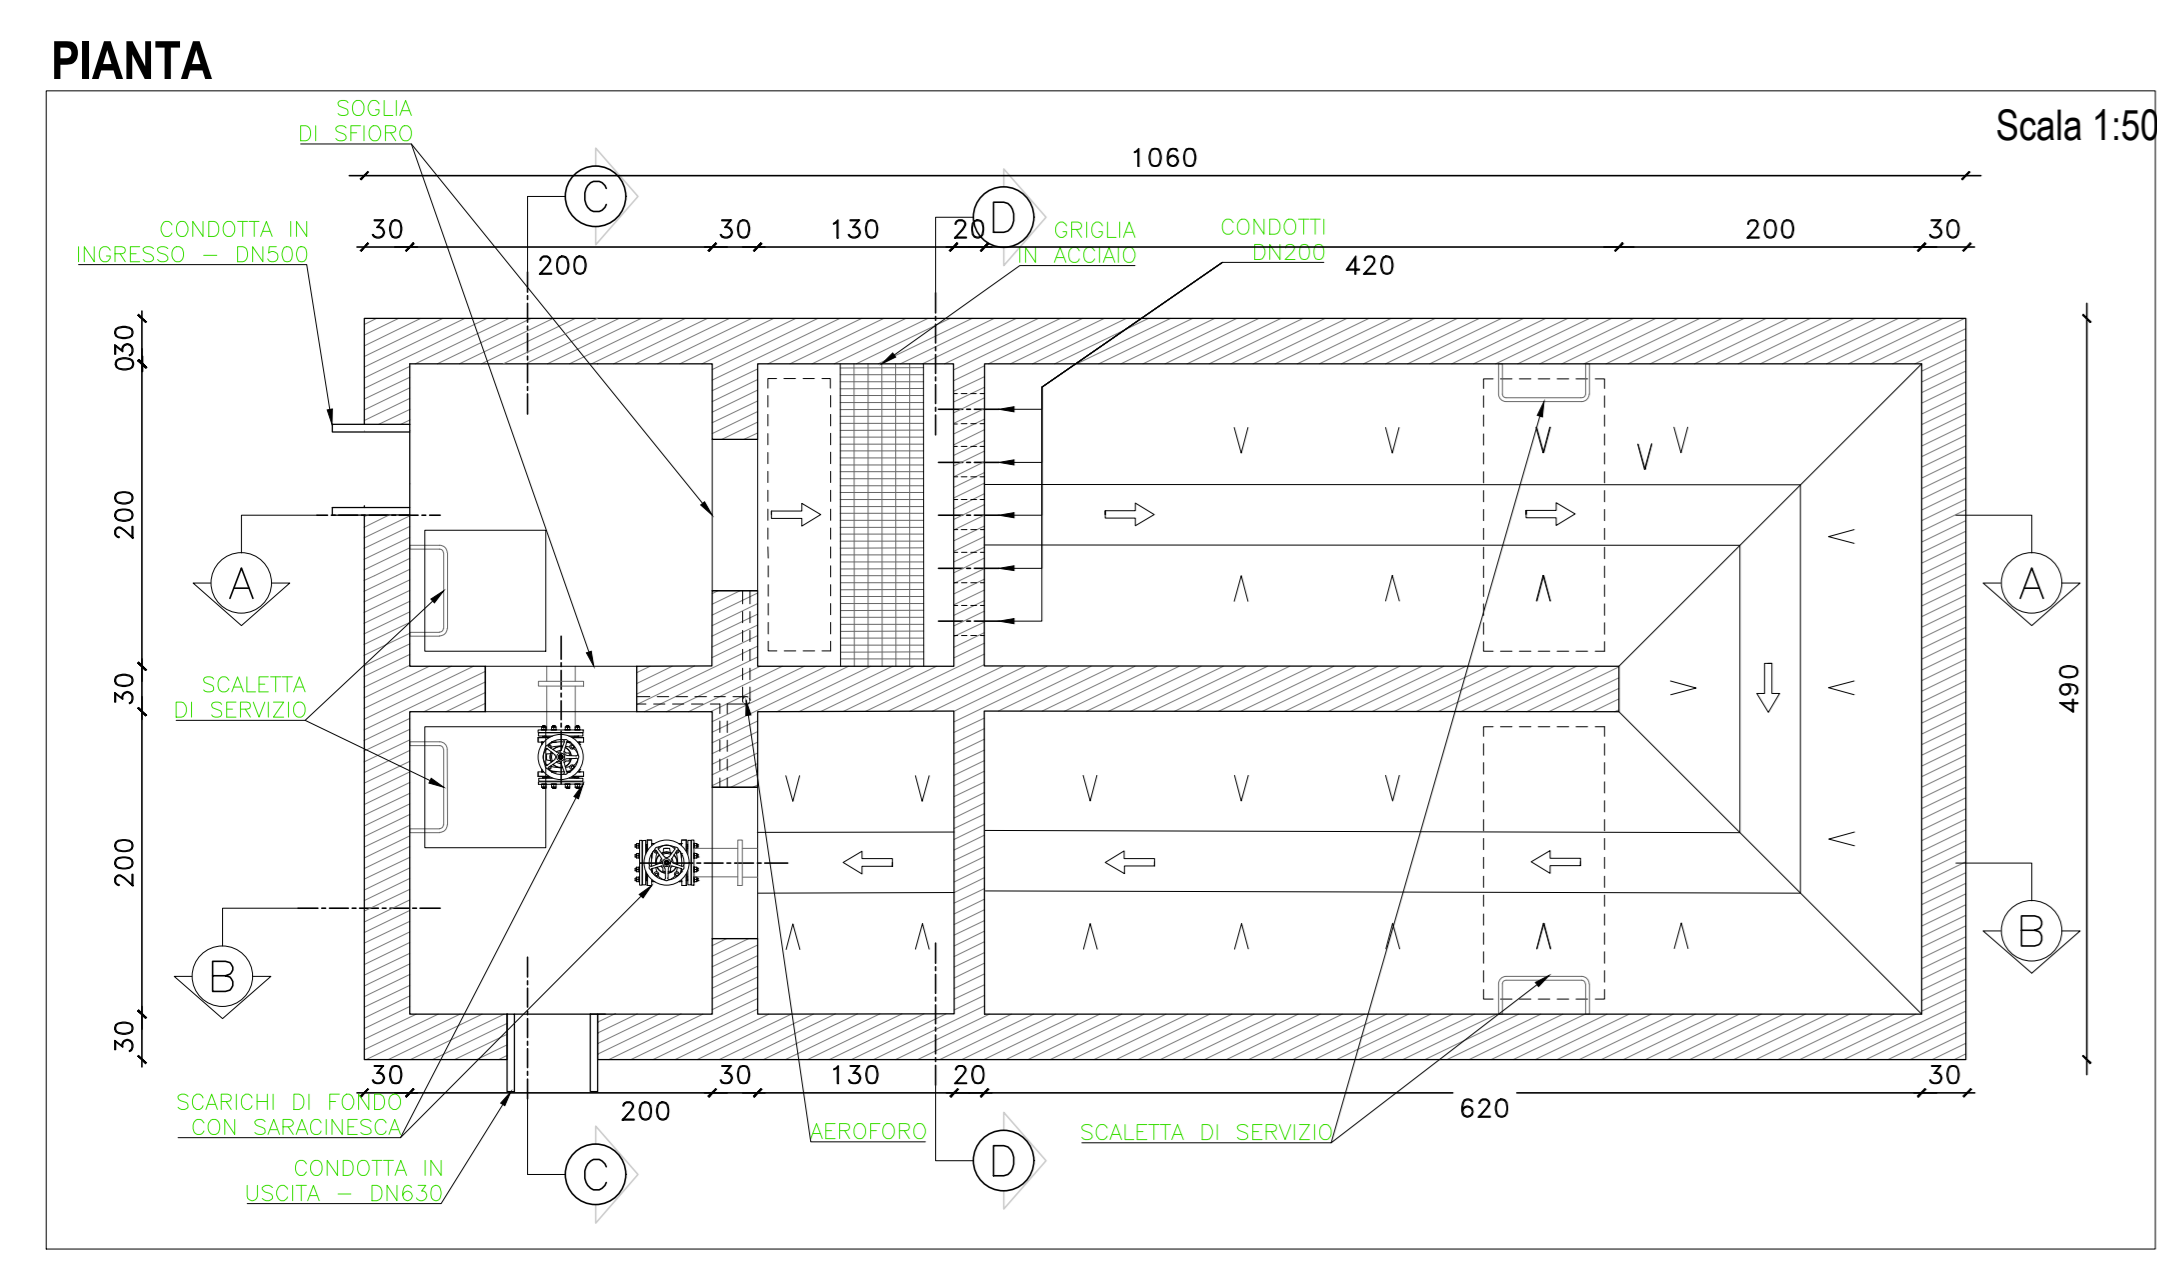 PIANTA
Scala 1:50
SOGLIA
DI SFIORO
1060
C
D
CONDOTTA IN
INGRESSO – DN500
30
200
30
130
20
GRIGLIA
IN ACCIAIO
CONDOTTI
DN200
420
200
30
030
200
A
A
30
490
SCALETTA
DI SERVIZIO
200
B
B
30
30
200
30
130
20
620
30
SCARICHI DI FONDO
CON SARACINESCA
AEROFORO
SCALETTA DI SERVIZIO
CONDOTTA IN
USCITA – DN630
C
D